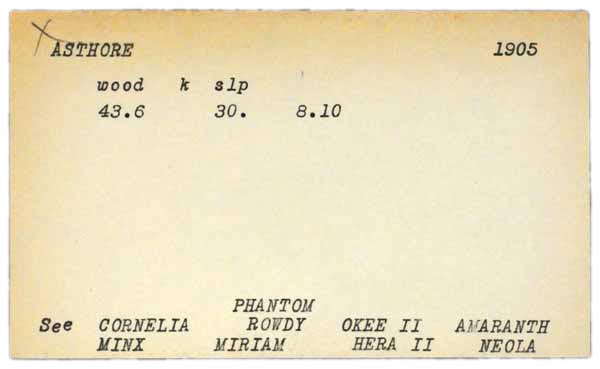 ASTHORE 1905
wood k slp
43.6 30. 8.10
PHANTOM
See CORNELIA ROWDY OKEE II AMARANTH
MINX MIRIAM HERA II NEOLA